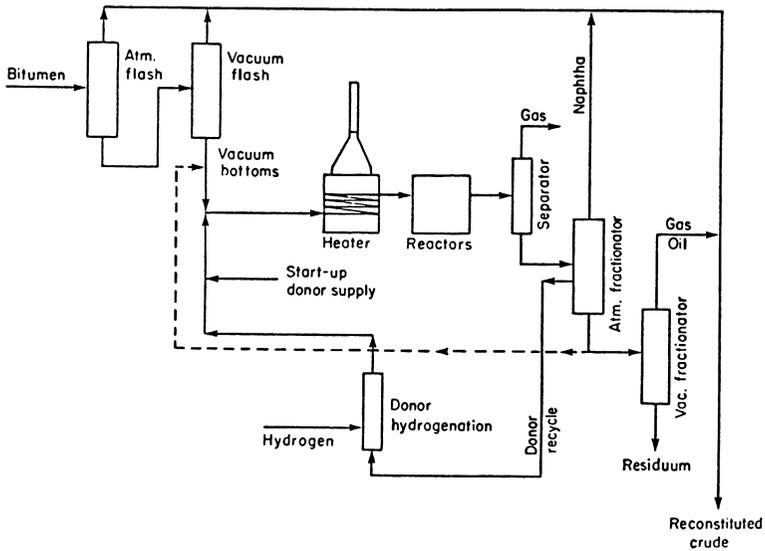 Bitumen
Atm.
flash
Vacuum
flash
Vacuum
bottoms
Heater
Reactors
Gas
Separator
Naphtha
Atm. fractionator
Gas
Oil
Vac. fractionator
Start-up
donor supply
Donor
hydrogenation
Hydrogen
Donor
recycle
Residuum
Reconstituted
crude